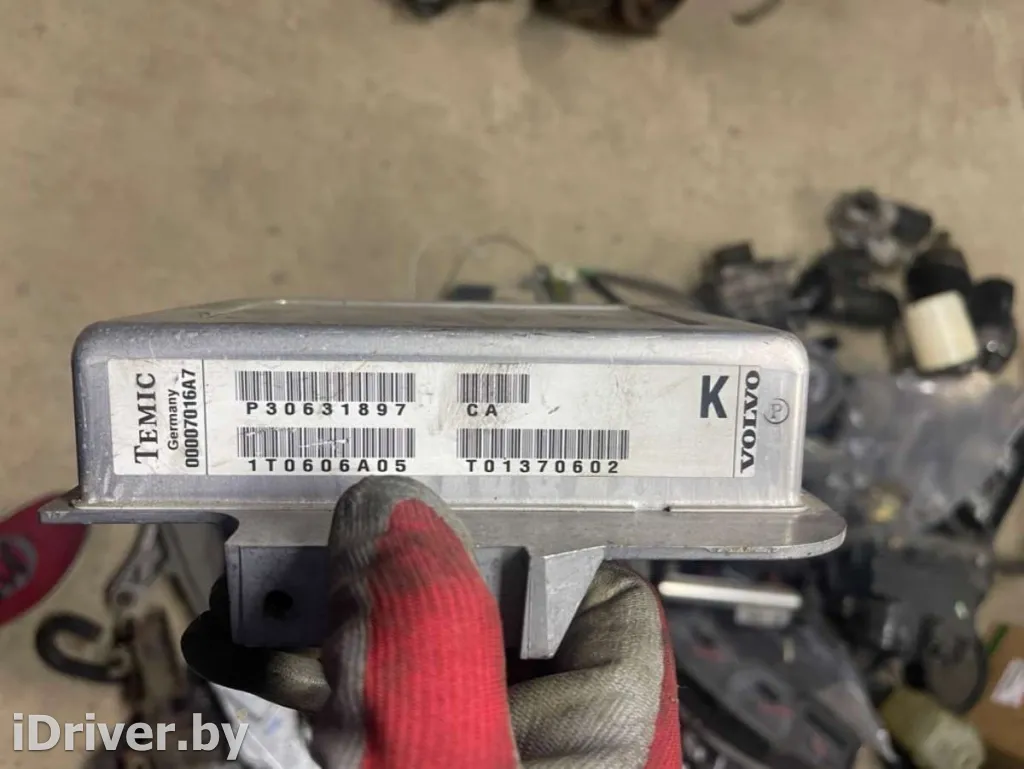 TEMIC
Germany
00007016A7
P30631897
CA
1T0606A05
T01370602
K
VOLVO
P
iDriver.by